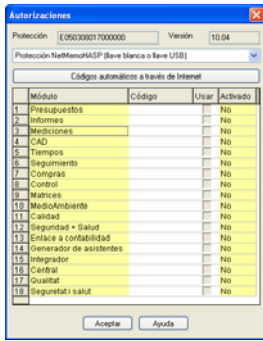 Autorizaciones
Protección E050300017000000 Versión 10.04
Protección NetMemoHASP (llave blanca o llave USB)
Códigos automáticos a través de Internet
Módulo Código Usar Activado
1 Presupuestos No
2 Informes No
3 Mediciones No
4 CAD No
5 Tiempos No
6 Seguimiento No
7 Compras No
8 Control No
9 Matrices No
10 MedioAmbiente No
11 Calidad No
12 Seguridad + Salud No
13 Enlace a contabilidad No
14 Generador de asistentes No
15 Integrador No
16 Central No
17 Qualitat No
18 Seguretat i salut No
Aceptar Ayuda